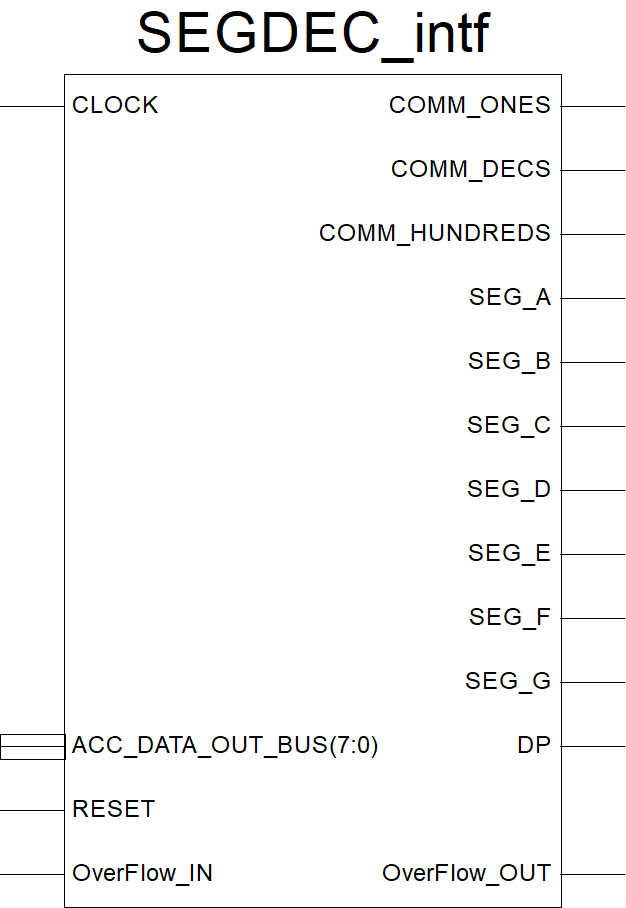 SEGDEC_intf
CLOCK COMM_ONES
COMM_DECS
COMM_HUNDREDS
SEG_A
SEG_B
SEG_C
SEG_D
SEG_E
SEG_F
SEG_G
ACC_DATA_OUT_BUS(7:0) DP
RESET
OverFlow_IN OverFlow_OUT